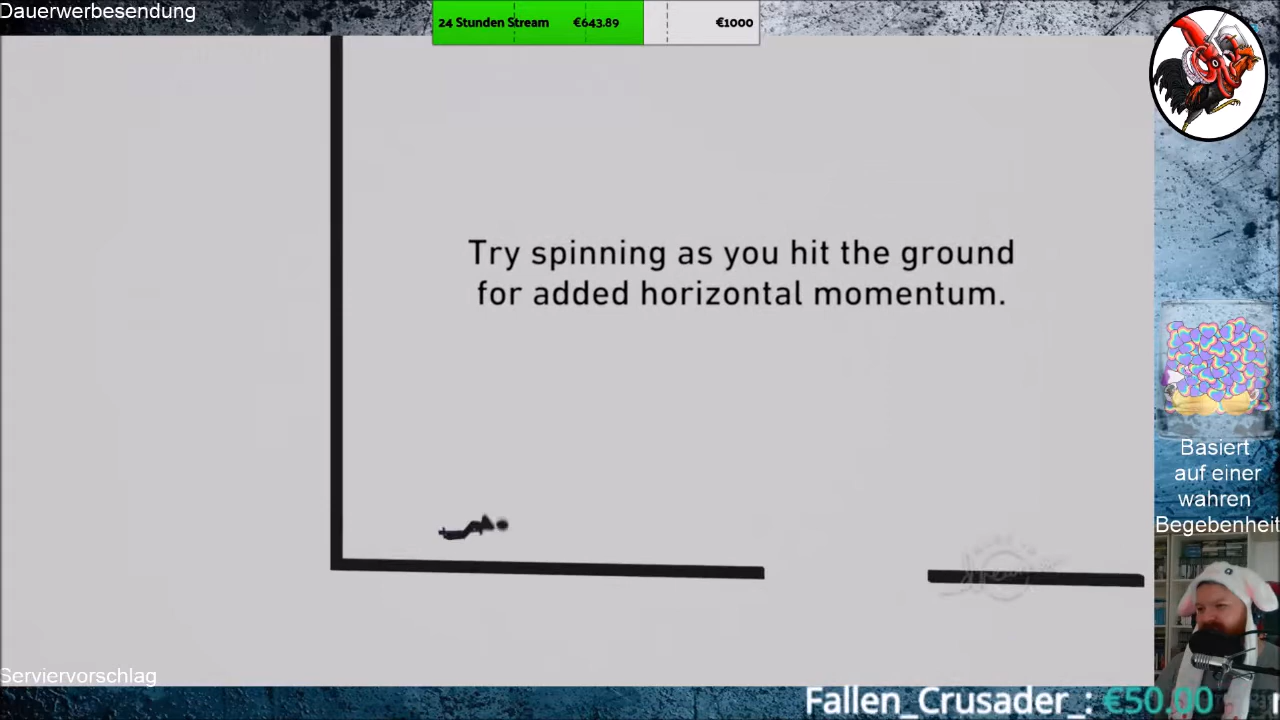 Dauerwerbesendung
24 Stunden Stream €643.89 €1000
Try spinning as you hit the ground
for added horizontal momentum.
Basiert
auf einer
wahren
Begebenheit
Serviervorschlag
Fallen_Crusader_: €50.00